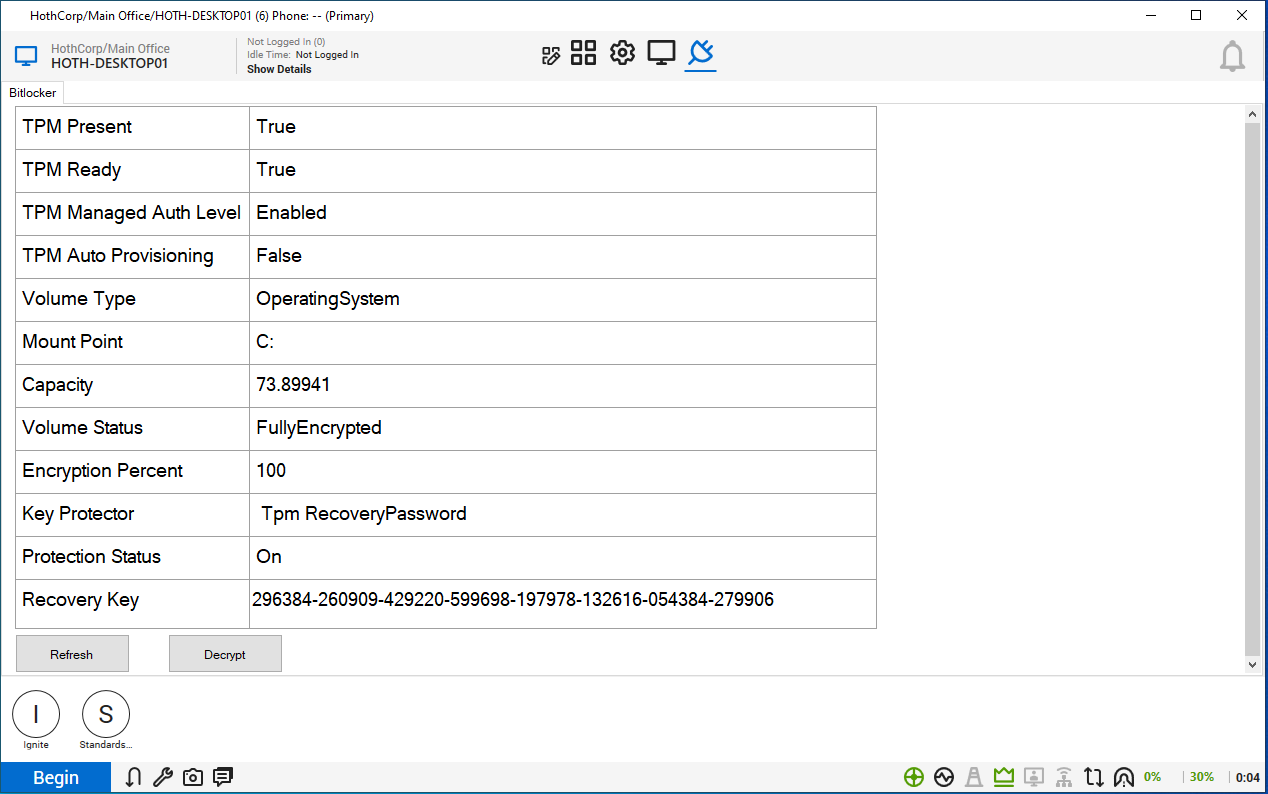 HothCorp/Main Office/HOTH-DESKTOP01 (6) Phone: -- (Primary)
HothCorp/Main Office
HOTH-DESKTOP01
Not Logged In (0)
Idle Time: Not Logged In
Show Details
Bitlocker
TPM Present True
TPM Ready True
TPM Managed Auth Level Enabled
TPM Auto Provisioning False
Volume Type OperatingSystem
Mount Point C:
Capacity 73.89941
Volume Status FullyEncrypted
Encryption Percent 100
Key Protector Tpm RecoveryPassword
Protection Status On
Recovery Key 296384-260909-429220-599698-197978-132616-054384-279906
Refresh Decrypt
I S
Ignite Standards...
Begin 0% 30% 0:04